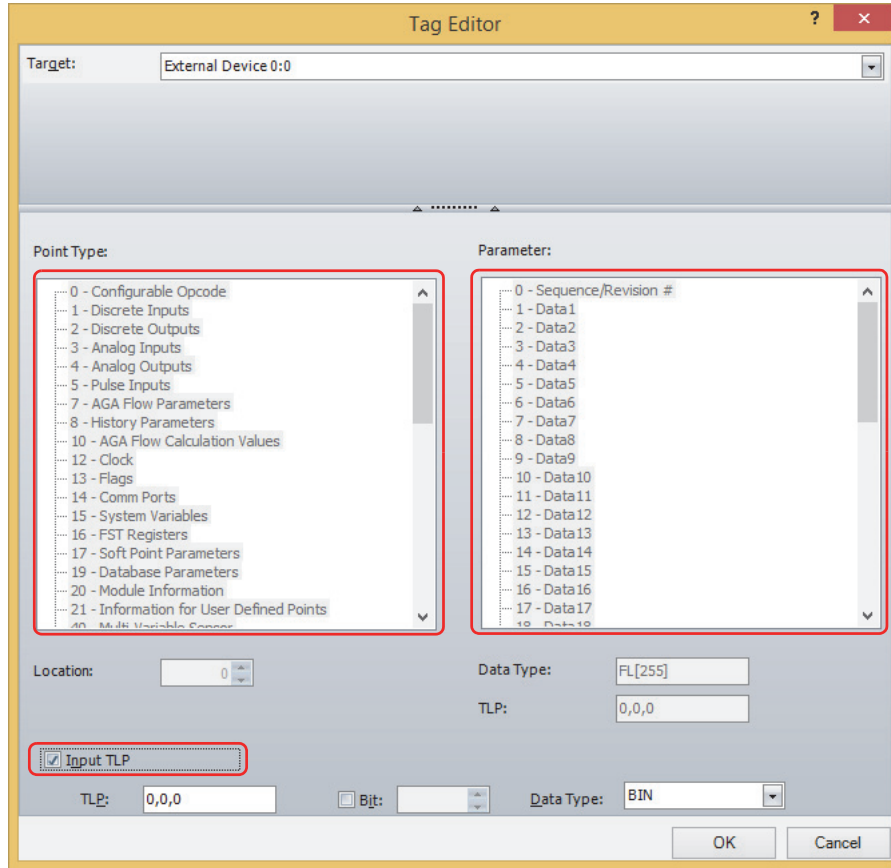 Tag Editor
?
Target:
External Device 0:0
Point Type:
0 - Configurable Opcode
1 - Discrete Inputs
2 - Discrete Outputs
3 - Analog Inputs
4 - Analog Outputs
5 - Pulse Inputs
7 - AGA Flow Parameters
8 - History Parameters
10 - AGA Flow Calculation Values
12 - Clock
13 - Flags
14 - Comm Ports
15 - System Variables
16 - FST Registers
17 - Soft Point Parameters
19 - Database Parameters
20 - Module Information
21 - Information for User Defined Points
40 - Multi Variable Sensor
Parameter:
0 - Sequence/Revision #
1 - Data1
2 - Data2
3 - Data3
4 - Data4
5 - Data5
6 - Data6
7 - Data7
8 - Data8
9 - Data9
10 - Data10
11 - Data11
12 - Data12
13 - Data13
14 - Data14
15 - Data15
16 - Data16
17 - Data17
18 - Data18
Location:
0
Data Type:
FL[255]
TLP:
0,0,0
Input TLP
TLP:
0,0,0
Bit:
Data Type:
BIN
OK
Cancel